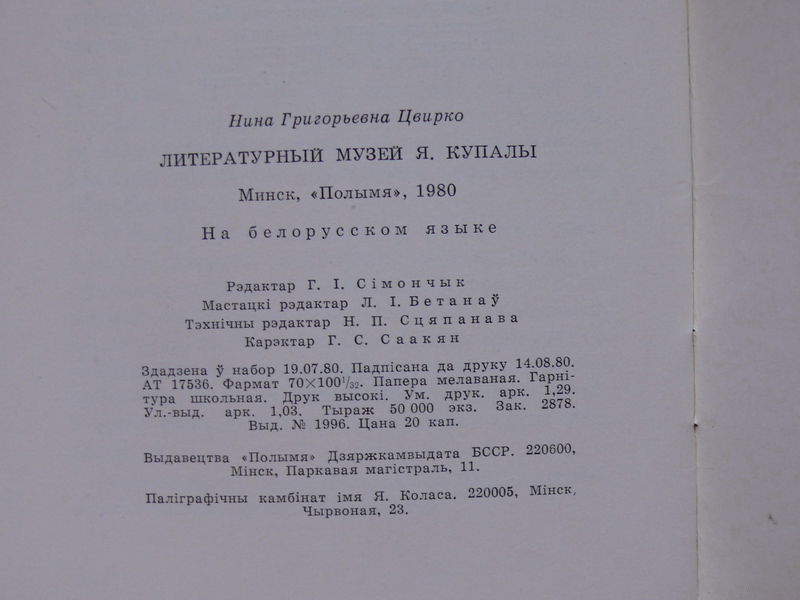 Нина Григорьевна Цвирко
ЛИТЕРАТУРНЫЙ МУЗЕЙ Я. КУПАЛЫ
Минск, «Полымя», 1980
На белорусском языке
Рэдактар Г. І. Сімончык
Мастацкі рэдактар Л. І. Бетанаў
Тэхнічны рэдактар Н. П. Сцяпанава
Карэктар Г. С. Саакян
Здадзена ў набор 19.07.80. Падпісана да друку 14.08.80.
АТ 17536. Фармат 70×100¹/₃₂. Папера мелаваная. Гарні-
тура школьная. Друк высокі. Ум. друк. арк. 1,29.
Ул.-выд. арк. 1,03. Тыраж 50 000 экз. Зак. 2878.
Выд. № 1996. Цана 20 кап.
Выдавецтва «Полымя» Дзяржкамвыдата БССР. 220600,
Мінск, Паркавая магістраль, 11.
Паліграфічны камбінат імя Я. Коласа. 220005, Мінск,
Чырвоная, 23.